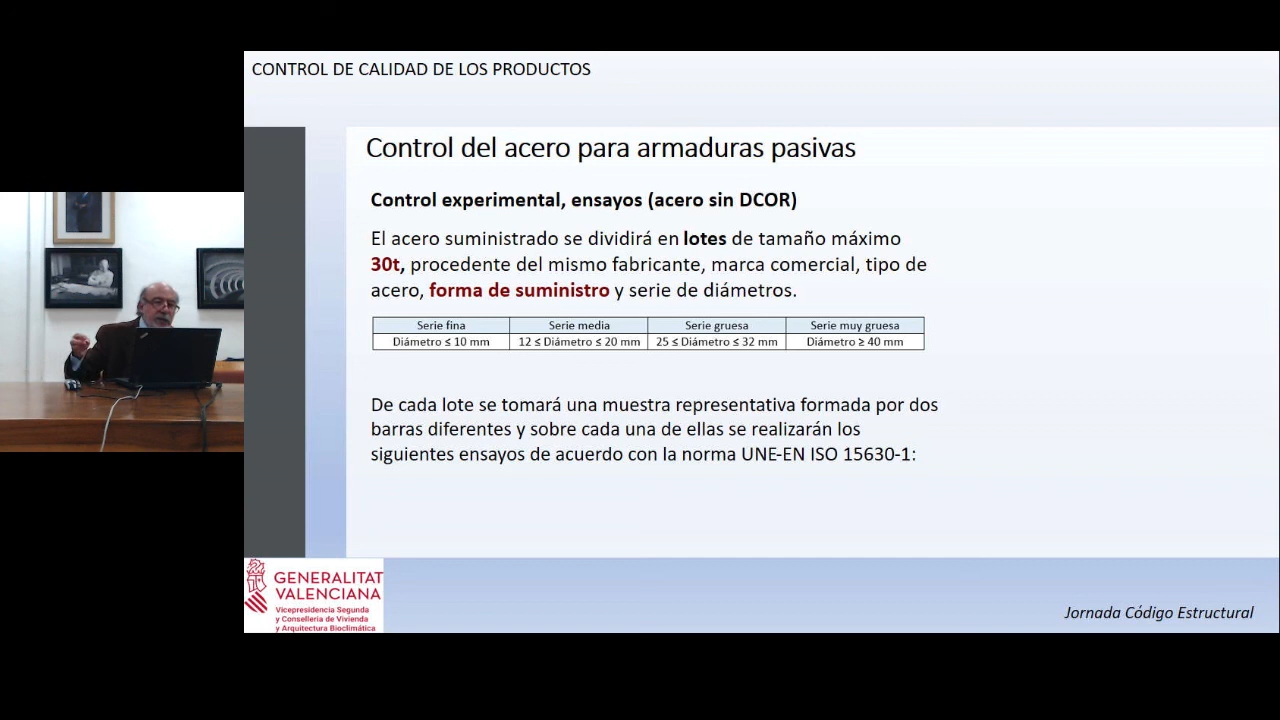 CONTROL DE CALIDAD DE LOS PRODUCTOS
Control del acero para armaduras pasivas
Control experimental, ensayos (acero sin DCOR)
El acero suministrado se dividirá en lotes de tamaño máximo
30t, procedente del mismo fabricante, marca comercial, tipo de
acero, forma de suministro y serie de diámetros.
Serie fina Serie media Serie gruesa Serie muy gruesa
Diámetro ≤ 10 mm 12 ≤ Diámetro ≤ 20 mm 25 ≤ Diámetro ≤ 32 mm Diámetro ≥ 40 mm
De cada lote se tomará una muestra representativa formada por dos
barras diferentes y sobre cada una de ellas se realizarán los
siguientes ensayos de acuerdo con la norma UNE-EN ISO 15630-1:
GENERALITAT
VALENCIANA
Vicepresidencia Segunda
y Conselleria de Vivienda
y Arquitectura Bioclimática
Jornada Código Estructural